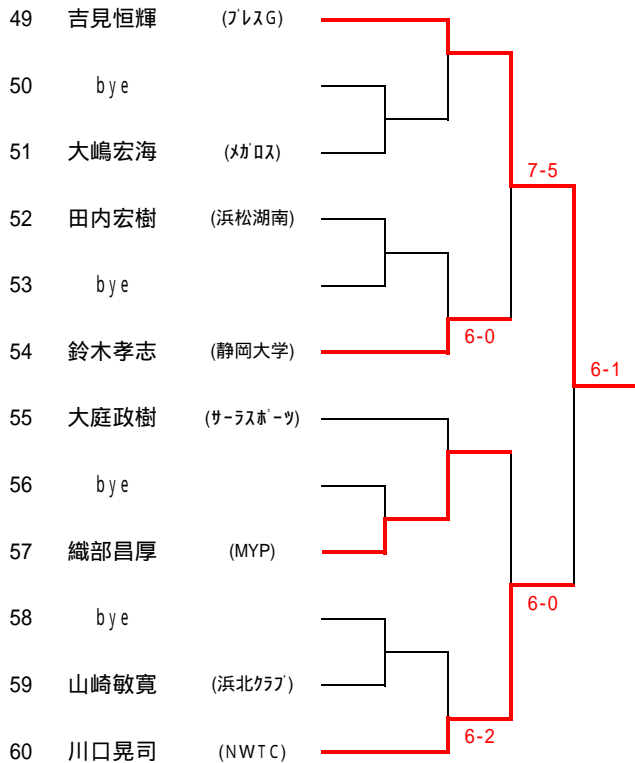 49 吉見恒輝 (ﾌﾞﾚｽG)
50 bye
51 大嶋宏海 (ﾒｶﾞﾛｽ)
7-5
52 田内宏樹 (浜松湖南)
53 bye
6-0
54 鈴木孝志 (静岡大学)
6-1
55 大庭政樹 (ｻｰﾗｽﾎﾟｰﾂ)
56 bye
57 織部昌厚 (MYP)
6-0
58 bye
59 山崎敏寛 (浜北ｸﾗﾌﾞ)
6-2
60 川口晃司 (NWTC)